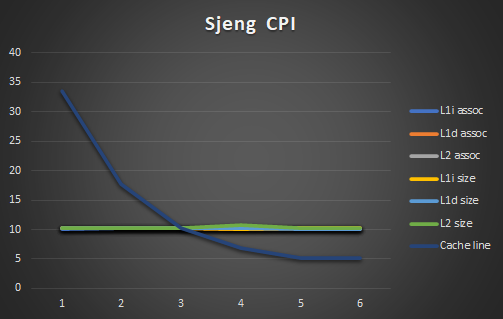 Sjeng CPI
40
35
30
25
20
15
10
5
0
1 2 3 4 5 6
L1i assoc
L1d assoc
L2 assoc
L1i size
L1d size
L2 size
Cache line